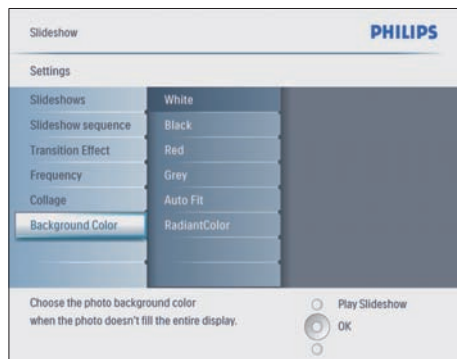 Slideshow
PHILIPS
Settings
Slideshows
White
Slideshow sequence
Black
Transition Effect
Red
Frequency
Grey
Collage
Auto Fit
Background Color
RadiantColor
Choose the photo background color
when the photo doesn't fill the entire display.
Play Slideshow
OK